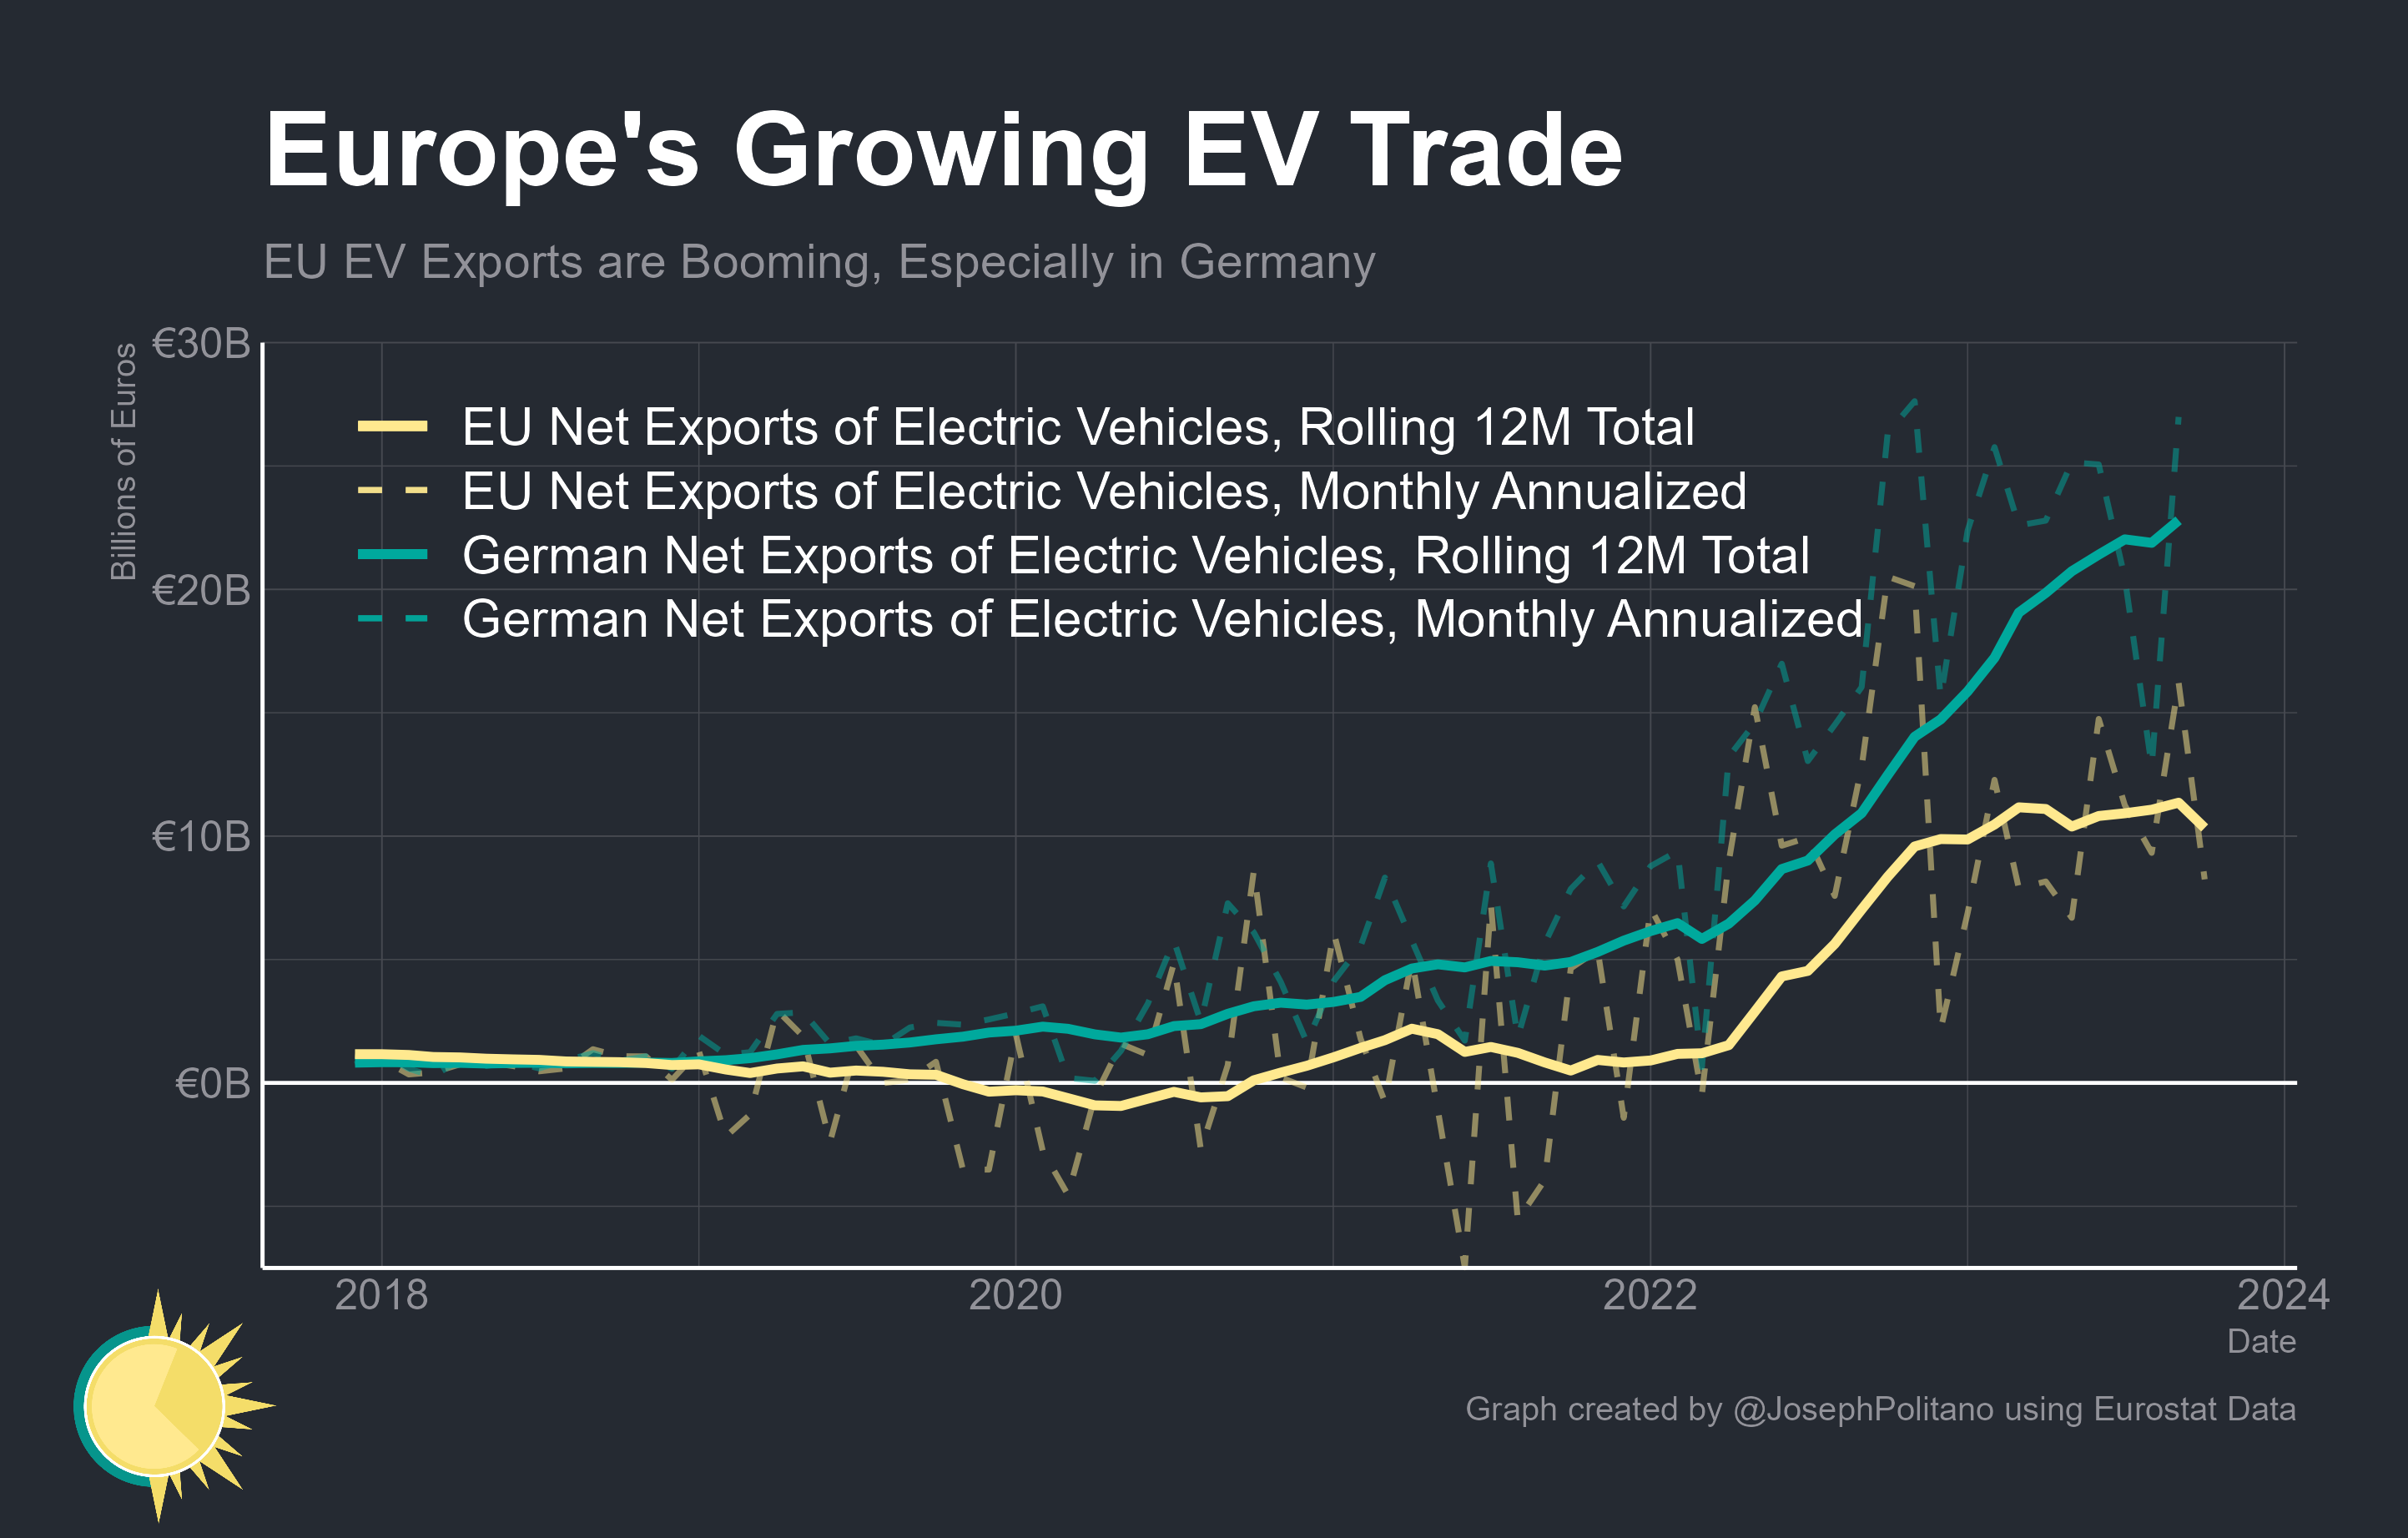 Europe's Growing EV Trade
EU EV Exports are Booming, Especially in Germany
Billions of Euros
€30B
€20B
€10B
€0B
EU Net Exports of Electric Vehicles, Rolling 12M Total
EU Net Exports of Electric Vehicles, Monthly Annualized
German Net Exports of Electric Vehicles, Rolling 12M Total
German Net Exports of Electric Vehicles, Monthly Annualized
2018 2020 2022 2024
Date
Graph created by @JosephPolitano using Eurostat Data